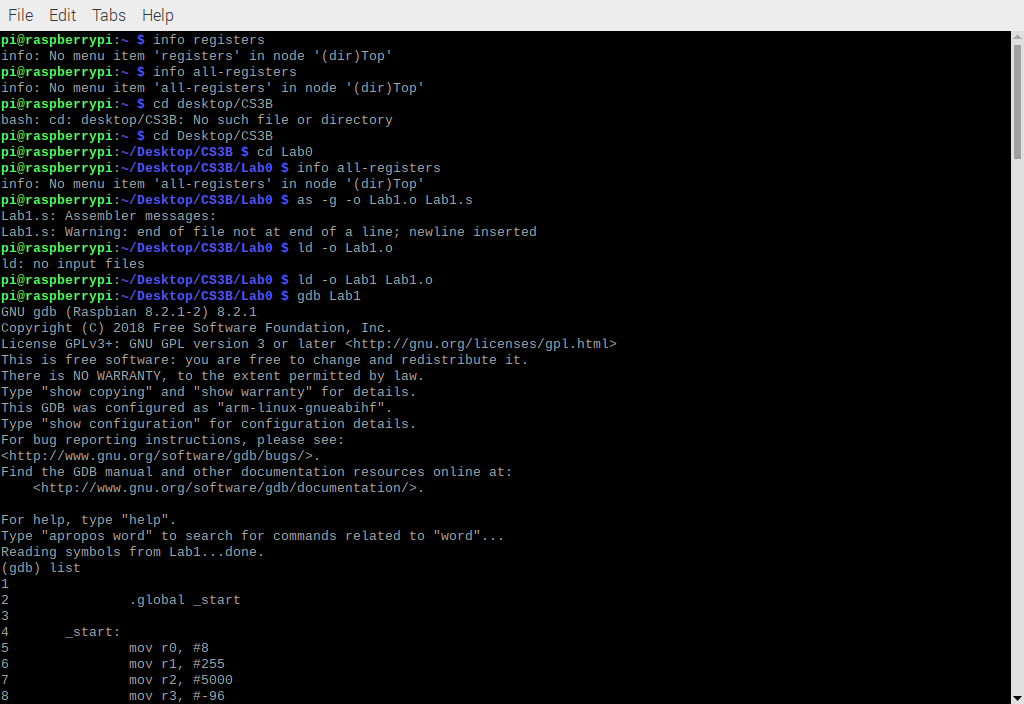 File Edit Tabs Help
pi@raspberrypi:~ $ info registers
info: No menu item 'registers' in node '(dir)Top'
pi@raspberrypi:~ $ info all-registers
info: No menu item 'all-registers' in node '(dir)Top'
pi@raspberrypi:~ $ cd desktop/CS3B
bash: cd: desktop/CS3B: No such file or directory
pi@raspberrypi:~ $ cd Desktop/CS3B
pi@raspberrypi:~/Desktop/CS3B $ cd Lab0
pi@raspberrypi:~/Desktop/CS3B/Lab0 $ info all-registers
info: No menu item 'all-registers' in node '(dir)Top'
pi@raspberrypi:~/Desktop/CS3B/Lab0 $ as -g -o Lab1.o Lab1.s
Lab1.s: Assembler messages:
Lab1.s: Warning: end of file not at end of a line; newline inserted
pi@raspberrypi:~/Desktop/CS3B/Lab0 $ ld -o Lab1.o
ld: no input files
pi@raspberrypi:~/Desktop/CS3B/Lab0 $ ld -o Lab1 Lab1.o
pi@raspberrypi:~/Desktop/CS3B/Lab0 $ gdb Lab1
GNU gdb (Raspbian 8.2.1-2) 8.2.1
Copyright (C) 2018 Free Software Foundation, Inc.
License GPLv3+: GNU GPL version 3 or later <http://gnu.org/licenses/gpl.html>
This is free software: you are free to change and redistribute it.
There is NO WARRANTY, to the extent permitted by law.
Type "show copying" and "show warranty" for details.
This GDB was configured as "arm-linux-gnueabihf".
Type "show configuration" for configuration details.
For bug reporting instructions, please see:
<http://www.gnu.org/software/gdb/bugs/>.
Find the GDB manual and other documentation resources online at:
    <http://www.gnu.org/software/gdb/documentation/>.

For help, type "help".
Type "apropos word" to search for commands related to "word"...
Reading symbols from Lab1...done.
(gdb) list
1
2               .global _start
3
4       _start:
5               mov r0, #8
6               mov r1, #255
7               mov r2, #5000
8               mov r3, #-96